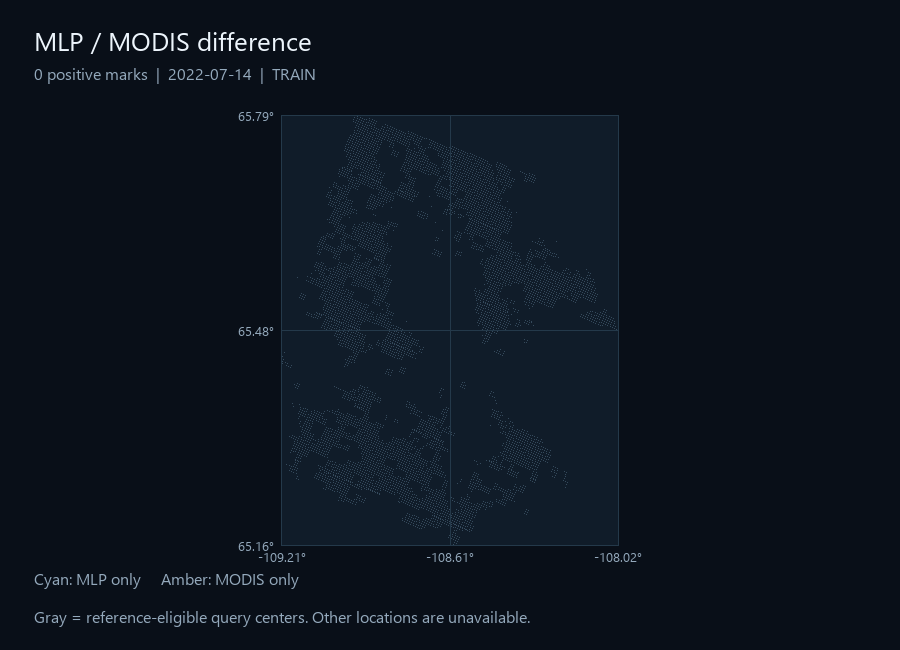 MLP / MODIS difference
0 positive marks | 2022-07-14 | TRAIN
65.79°
65.48°
65.16°
-109.21° -108.61° -108.02°
Cyan: MLP only Amber: MODIS only
Gray = reference-eligible query centers. Other locations are unavailable.